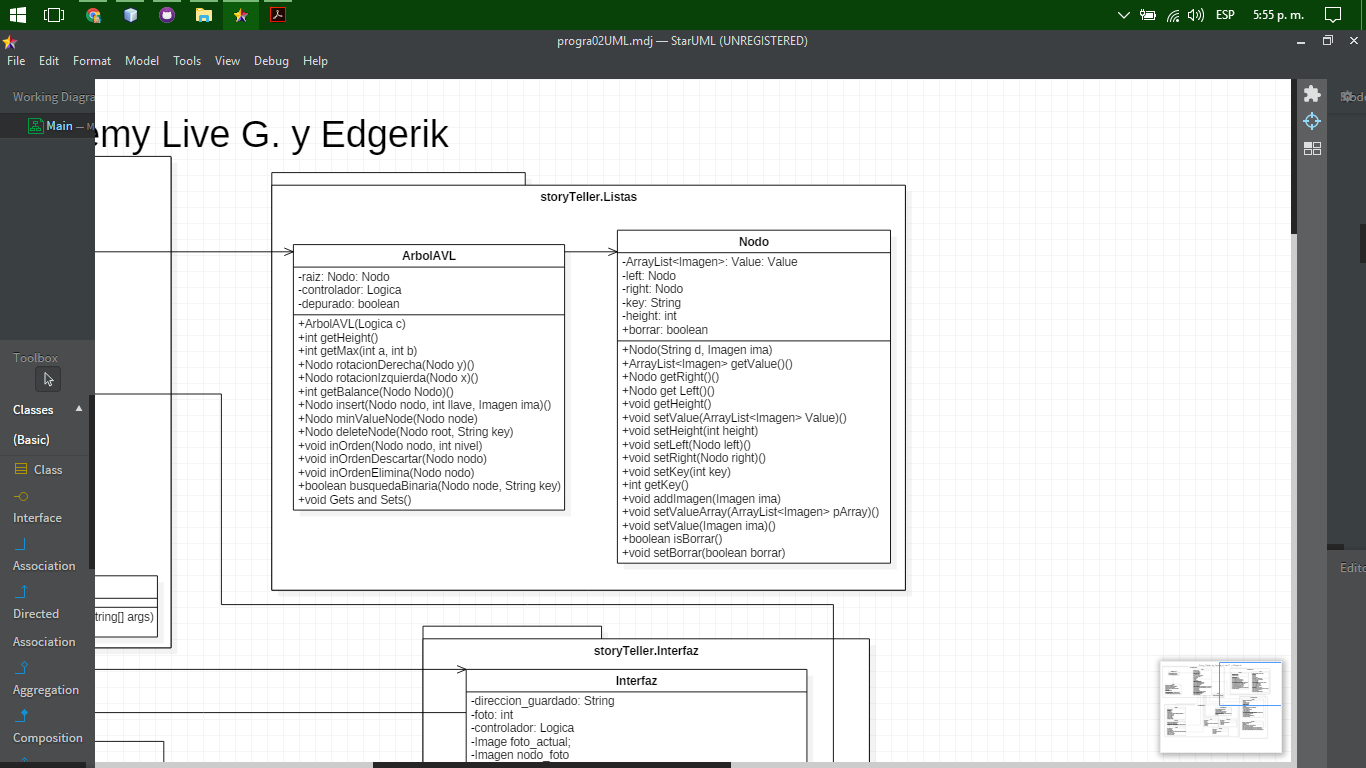 ESP
5:55 p. m.
progra02UML.mdj — StarUML (UNREGISTERED)
File Edit Format Model Tools View Debug Help
Working Diagra
Main
emy Live G. y Edgerik
storyTeller.Listas
ArbolAVL
-raiz: Nodo: Nodo
-controlador: Logica
-depurado: boolean
+ArbolAVL(Logica c)
+int getHeight()
+int getMax(int a, int b)
+Nodo rotacionDerecha(Nodo y)()
+Nodo rotacionIzquierda(Nodo x)()
+int getBalance(Nodo Nodo)()
+Nodo insert(Nodo nodo, int llave, Imagen ima)()
+Nodo minValueNode(Nodo node)
+Nodo deleteNode(Nodo root, String key)
+void inOrden(Nodo nodo, int nivel)
+void inOrdenDescartar(Nodo nodo)
+void inOrdenElimina(Nodo nodo)
+boolean busquedaBinaria(Nodo node, String key)
+void Gets and Sets()
Nodo
-ArrayList<Imagen>: Value: Value
-left: Nodo
-right: Nodo
-key: String
-height: int
+borrar: boolean
+Nodo(String d, Imagen ima)
+ArrayList<Imagen> getValue()()
+Nodo getRight()()
+Nodo get Left()()
+void getHeight()
+void setValue(ArrayList<Imagen> Value)()
+void setHeight(int height)
+void setLeft(Nodo left)()
+void setRight(Nodo right)()
+void setKey(int key)
+int getKey()
+void addImagen(Imagen ima)
+void setValueArray(ArrayList<Imagen> pArray)()
+void setValue(Imagen ima)()
+boolean isBorrar()
+void setBorrar(boolean borrar)
Toolbox
Classes
(Basic)
Class
Interface
Association
Directed
Association
Aggregation
Composition
tring[] args)
storyTeller.Interfaz
Interfaz
-direccion_guardado: String
-foto: int
-controlador: Logica
-Image foto_actual;
-Imagen nodo_foto
Edito